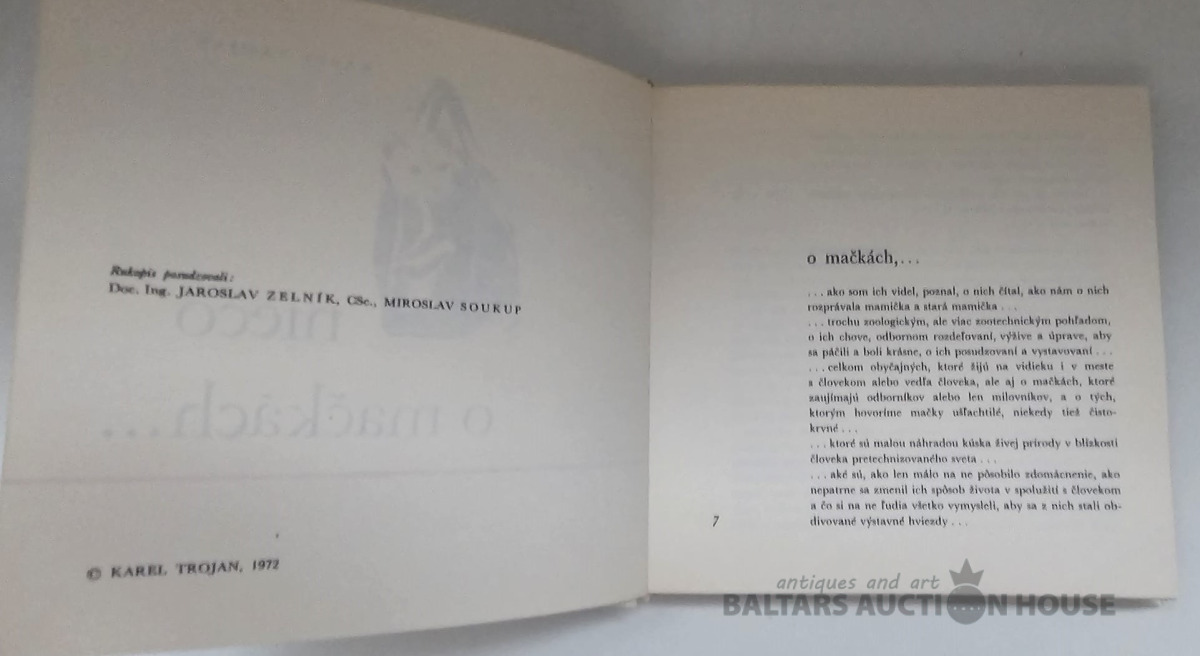 Rukopis posudzovali:
Doc. Ing. JAROSLAV ZELNÍK, CSc., MIROSLAV SOUKUP
niečo
o mačkách...
© KAREL TROJAN, 1972
o mačkách,...
...ako som ich videl, poznal, o nich čítal, ako nám o nich
rozprávala mamička a stará mamička...
...trochu zoologickým, ale viac zootechnickým pohľadom,
o ich chove, odbornom rozdeľovaní, výžive a úprave, aby
sa páčili a boli krásne, o ich posudzovaní a vystavovaní...
...celkom obyčajných, ktoré žijú na vidieku i v meste
s človekom alebo vedľa človeka, ale aj o mačkách, ktoré
zaujímajú odborníkov alebo len milovníkov, a o tých,
ktorým hovoríme mačky ušľachtilé, niekedy tiež čisto-
krvné...
...ktoré sú malou náhradou kúska živej prírody v blízkosti
človeka pretechnizovaného sveta...
...aké sú, ako len málo na ne pôsobilo zdomácnenie, ako
nepatrne sa zmenil ich spôsob života v spolužití s človekom
a čo si na ne ľudia všetko vymysleli, aby sa z nich stali ob-
divované výstavné hviezdy...
7
antiques and art
BALTARS AUCTION HOUSE